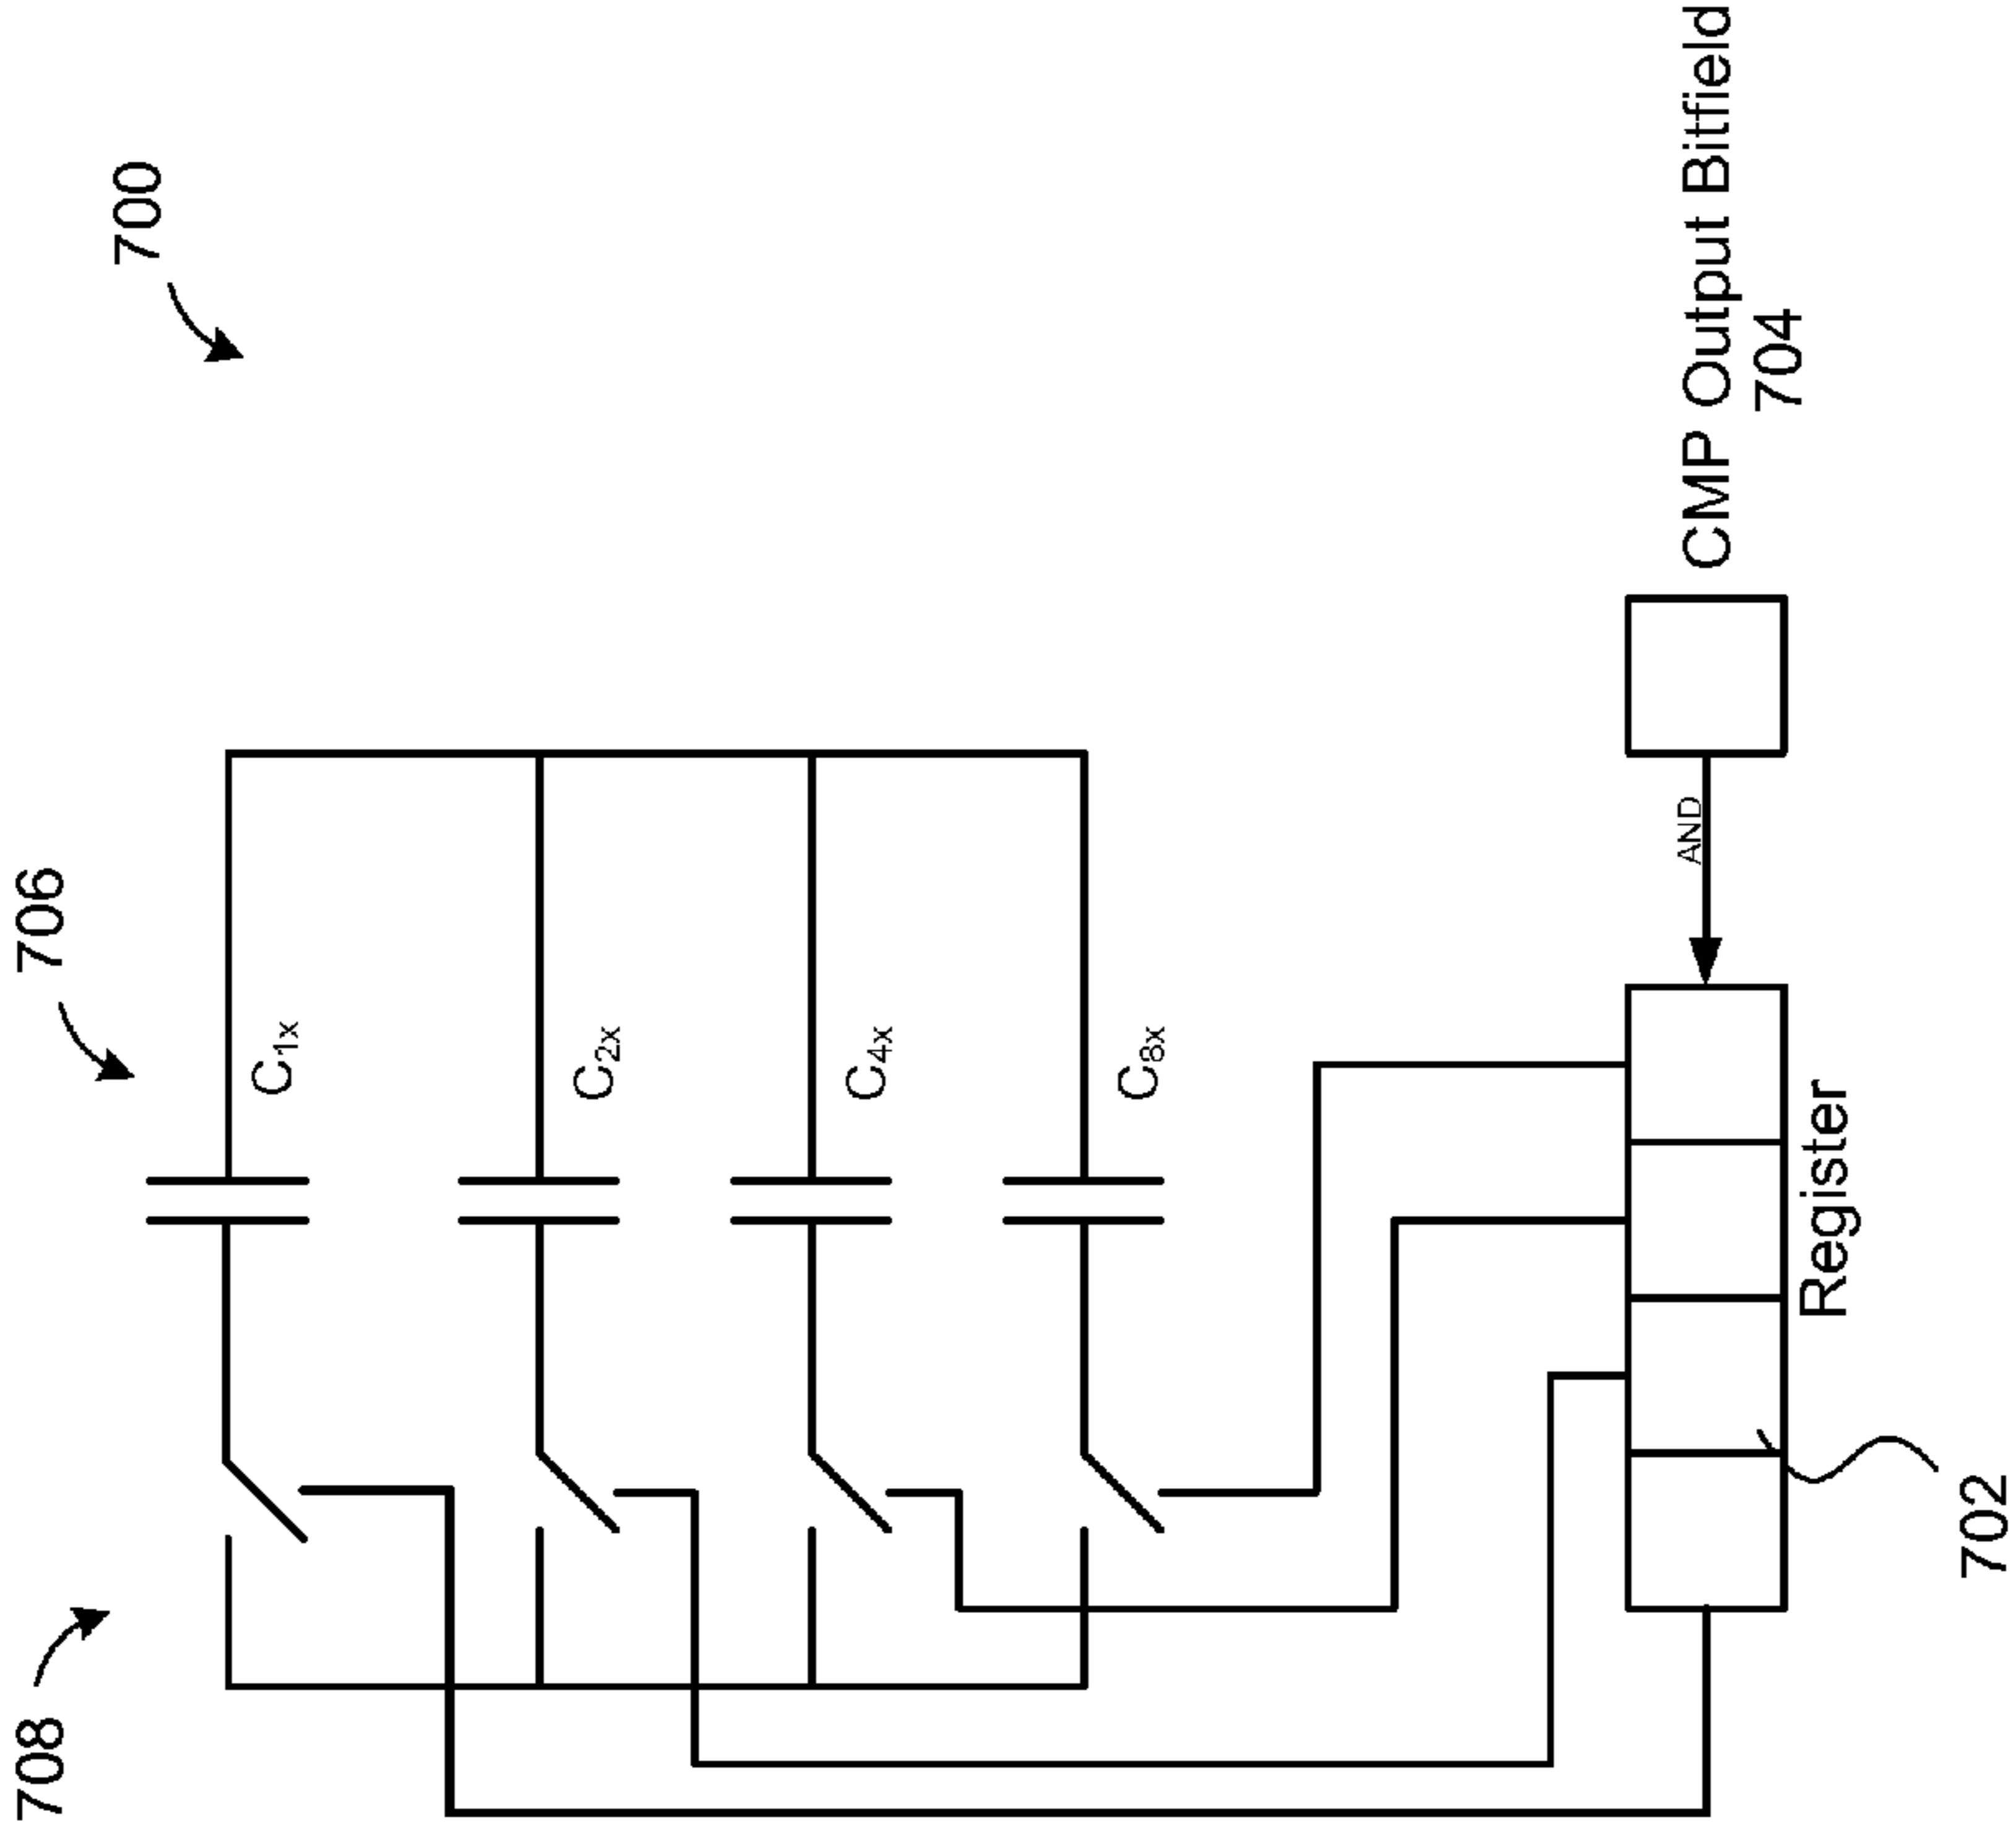 700
706
708
C1x
C2x
C4x
C8x
AND
CMP Output Bitfield
704
Register
702